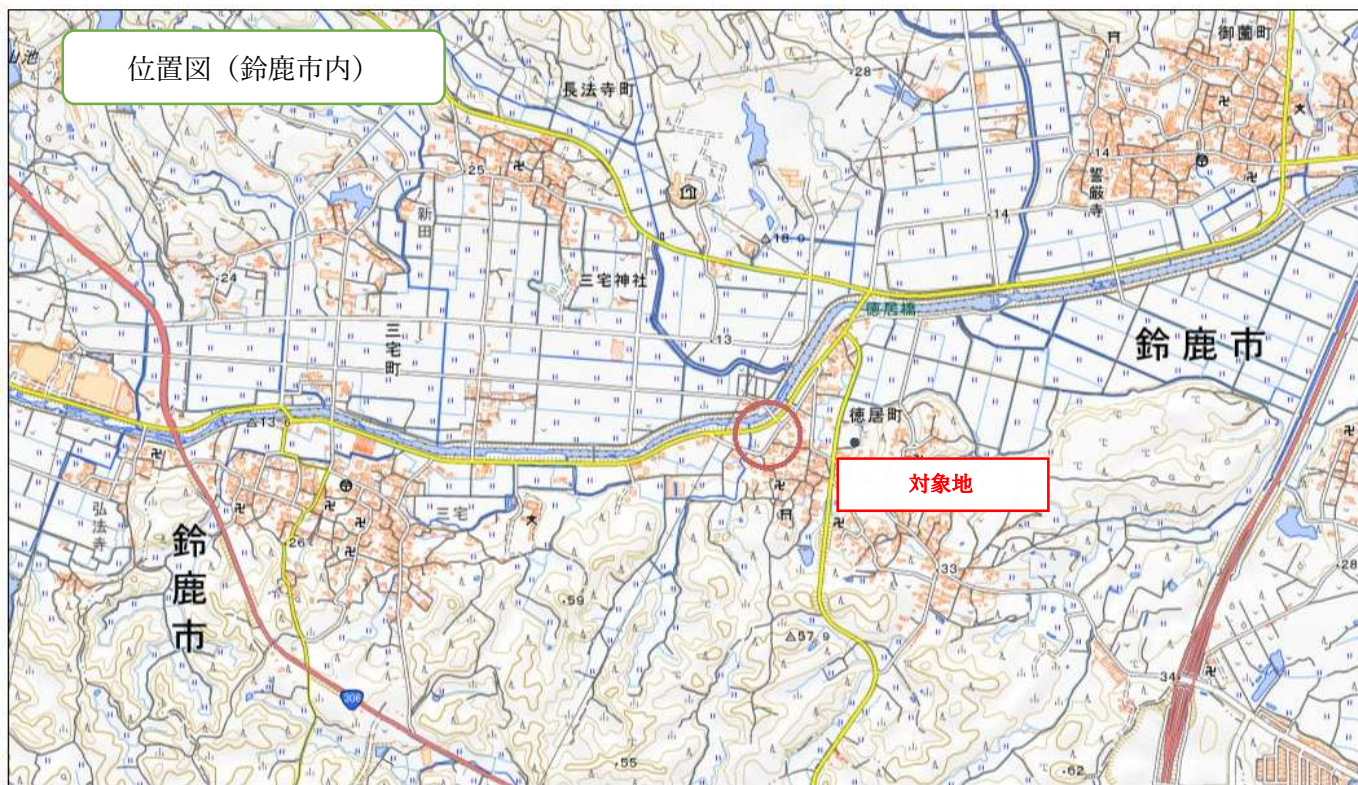 位置図（鈴鹿市内）
山池
御薗町
長法寺町
28
25
14
誓厳寺
新田
14
△18.0
24
三宅神社
徳居橋
三宅町
13
鈴鹿市
△13.6
徳居町
対象地
弘法寺
三宅
鈴鹿市
26
33
59
28
△57.9
34
306
55
62